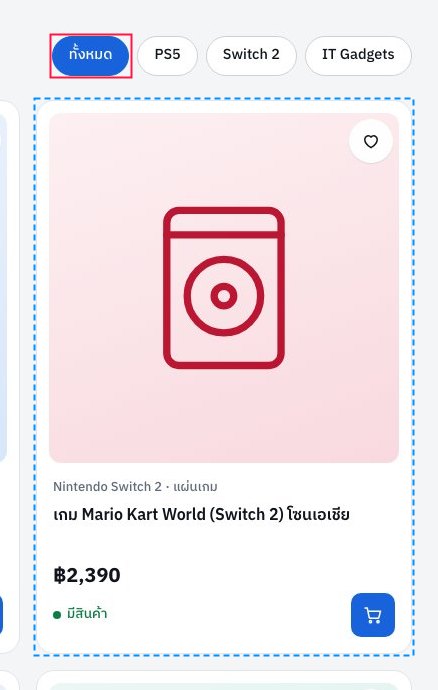 ทั้งหมด
PS5
Switch 2
IT Gadgets
Nintendo Switch 2 · แผ่นเกม
เกม Mario Kart World (Switch 2) โซนเอเชีย
฿2,390
มีสินค้า